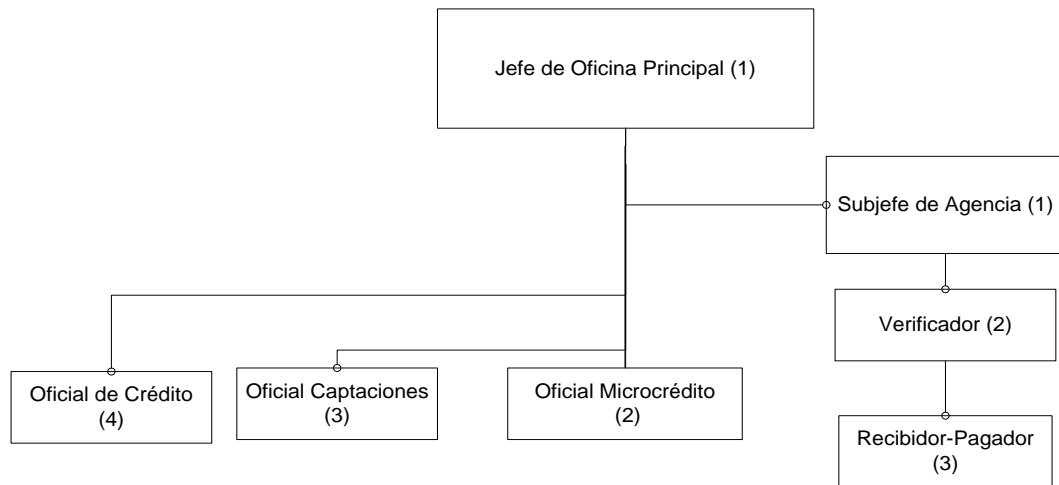 Jefe de Oficina Principal (1)
Subjefe de Agencia (1)
Verificador (2)
Oficial de Crédito
(4)
Oficial Captaciones
(3)
Oficial Microcrédito
(2)
Recibidor-Pagador
(3)